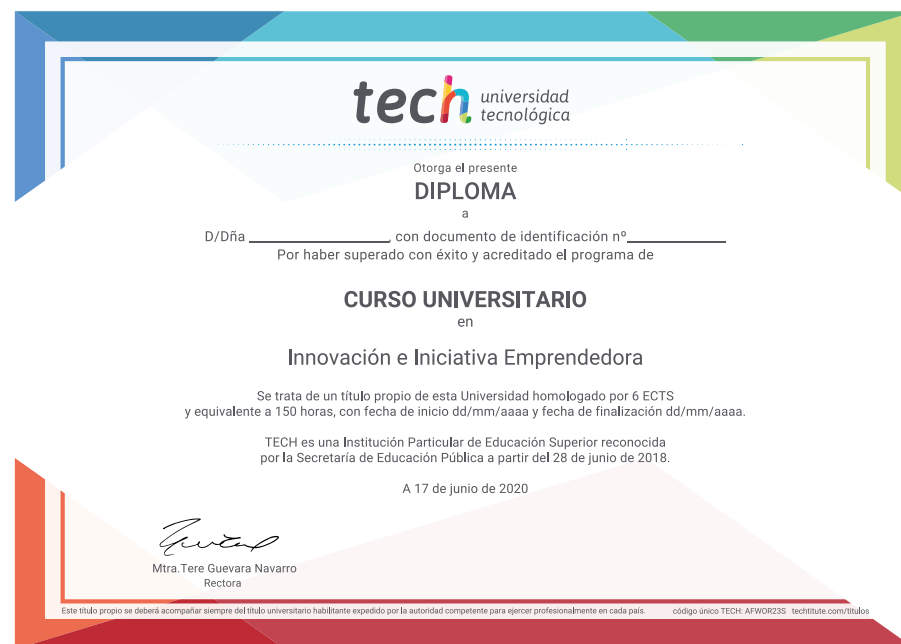 tech universidad
tecnológica
Otorga el presente
DIPLOMA
a
D/Dña ____________________, con documento de identificación nº______________
Por haber superado con éxito y acreditado el programa de
CURSO UNIVERSITARIO
en
Innovación e Iniciativa Emprendedora
Se trata de un título propio de esta Universidad homologado por 6 ECTS
y equivalente a 150 horas, con fecha de inicio dd/mm/aaaa y fecha de finalización dd/mm/aaaa.
TECH es una Institución Particular de Educación Superior reconocida
por la Secretaría de Educación Pública a partir del 28 de junio de 2018.
A 17 de junio de 2020
Mtra.Tere Guevara Navarro
Rectora
Este título propio se deberá acompañar siempre del título universitario habilitante expedido por la autoridad competente para ejercer profesionalmente en cada país. código único TECH: AFWOR23S techtitute.com/titulos